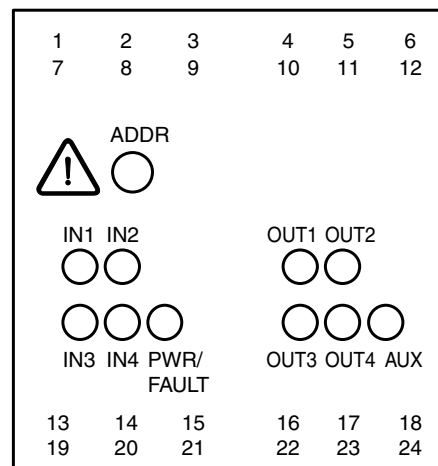 1 2 3 4 5 6
7 8 9 10 11 12
ADDR
!
IN1 IN2 OUT1 OUT2
IN3 IN4 PWR/ OUT3 OUT4 AUX
FAULT
13 14 15 16 17 18
19 20 21 22 23 24